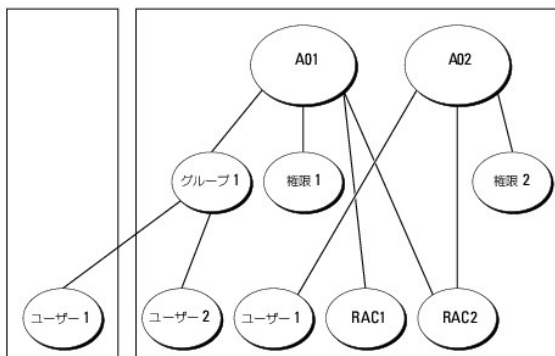 A01
A02
グループ 1
権限 1
権限 2
ユーザー 1
ユーザー 2
ユーザー 1
RAC1
RAC2